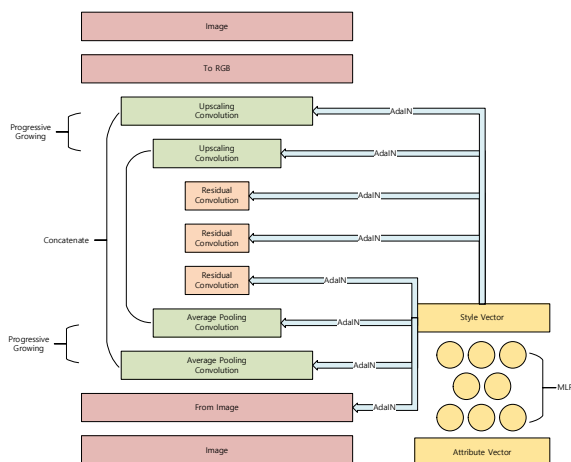 Image
To RGB
Upscaling
Convolution
AdaIN
Progressive
Growing
Upscaling
Convolution
AdaIN
Residual
Convolution
AdaIN
Residual
Convolution
AdaIN
Concatenate
Residual
Convolution
AdaIN
Average Pooling
Convolution
AdaIN
Style Vector
Progressive
Growing
Average Pooling
Convolution
AdaIN
MLP
From Image
AdaIN
Image
Attribute Vector